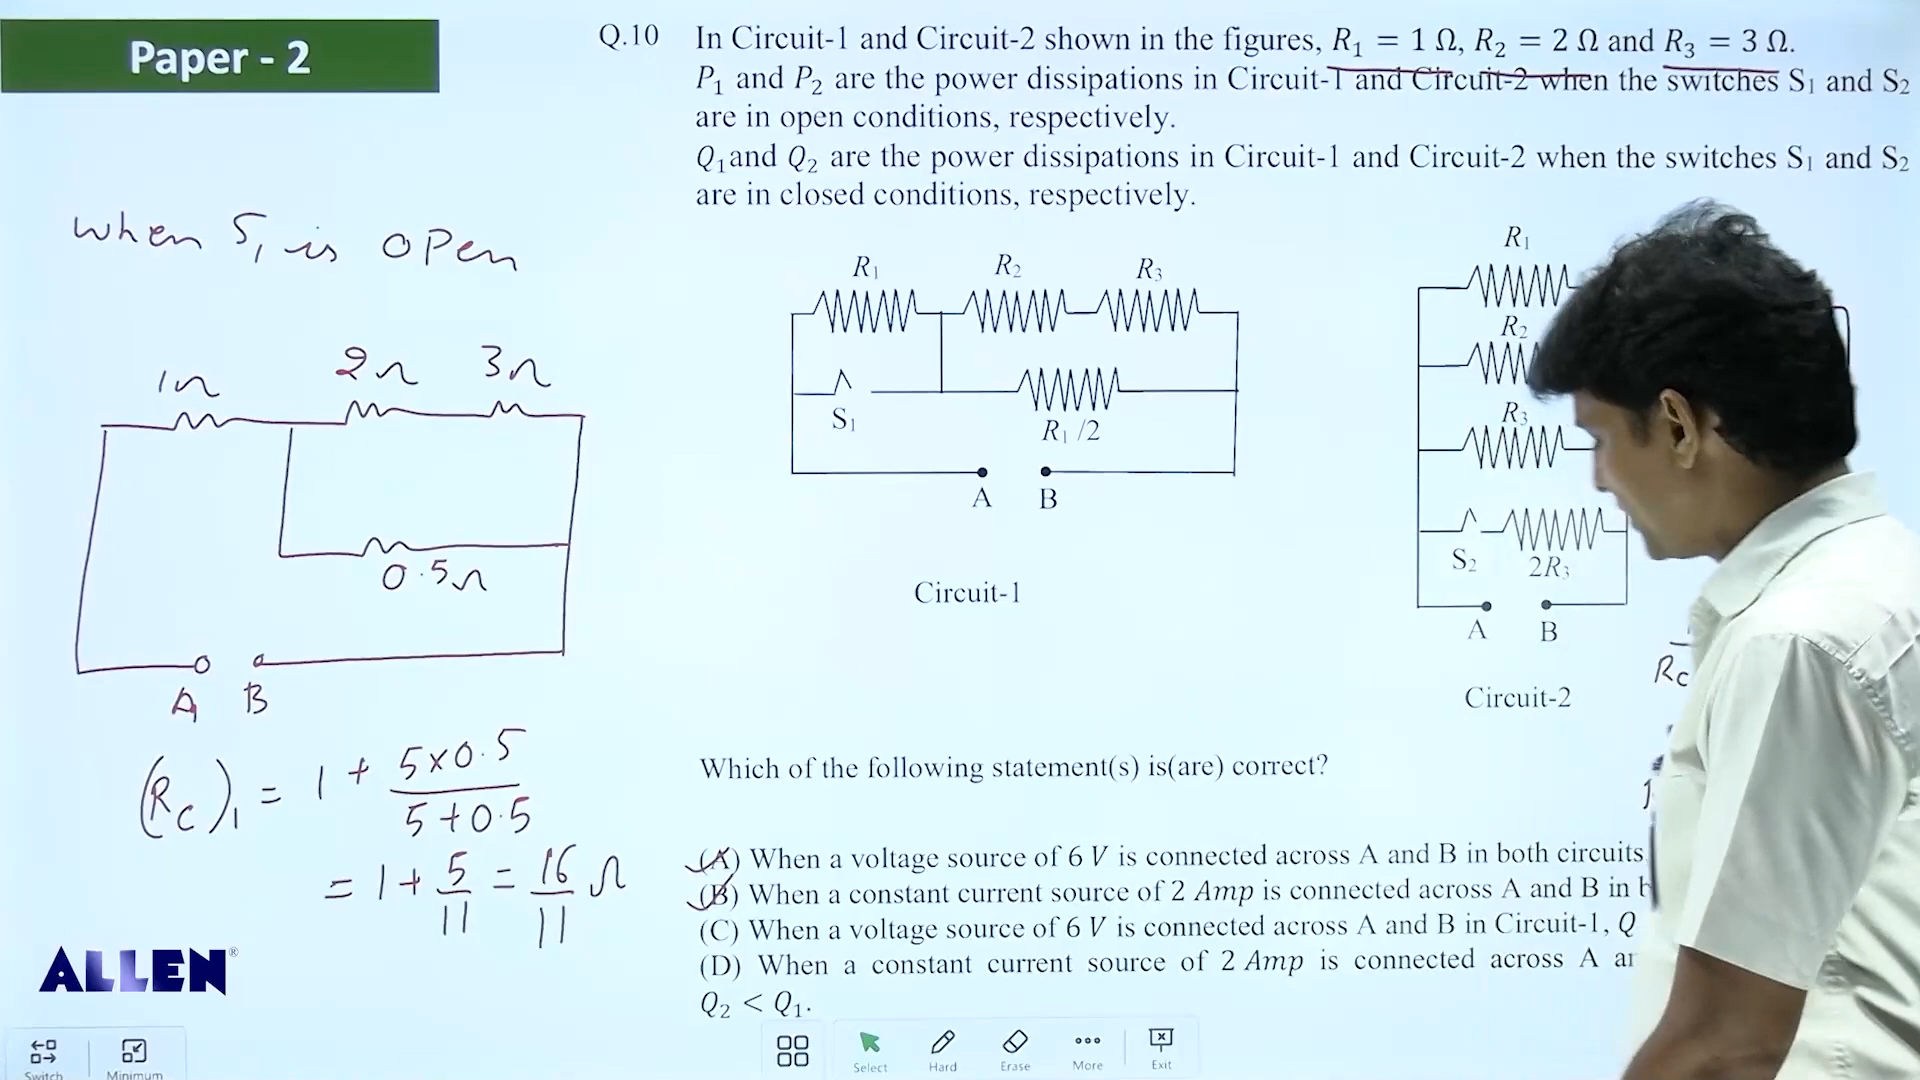 Paper - 2
Q.10 In Circuit-1 and Circuit-2 shown in the figures, R₁ = 1 Ω, R₂ = 2 Ω and R₃ = 3 Ω.
P₁ and P₂ are the power dissipations in Circuit-1 and Circuit-2 when the switches S₁ and S₂
are in open conditions, respectively.
Q₁and Q₂ are the power dissipations in Circuit-1 and Circuit-2 when the switches S₁ and S₂
are in closed conditions, respectively.
when S₁ is open
1Ω 2Ω 3Ω
0.5Ω
A B
(R_C)₁ = 1 + (5×0.5)/(5+0.5)
= 1 + 5/11 = 16/11 Ω
R₁ R₂ R₃
S₁ R₁/2
A B
Circuit-1
R₁
R₂
R₃
S₂ 2R₃
A B
R_C
Circuit-2
Which of the following statement(s) is(are) correct?
(A) When a voltage source of 6 V is connected across A and B in both circuits
(B) When a constant current source of 2 Amp is connected across A and B in
(C) When a voltage source of 6 V is connected across A and B in Circuit-1, Q
(D) When a constant current source of 2 Amp is connected across A
Q₂ < Q₁.
ALLEN®
Switch Minimum Select Hard Erase More Exit